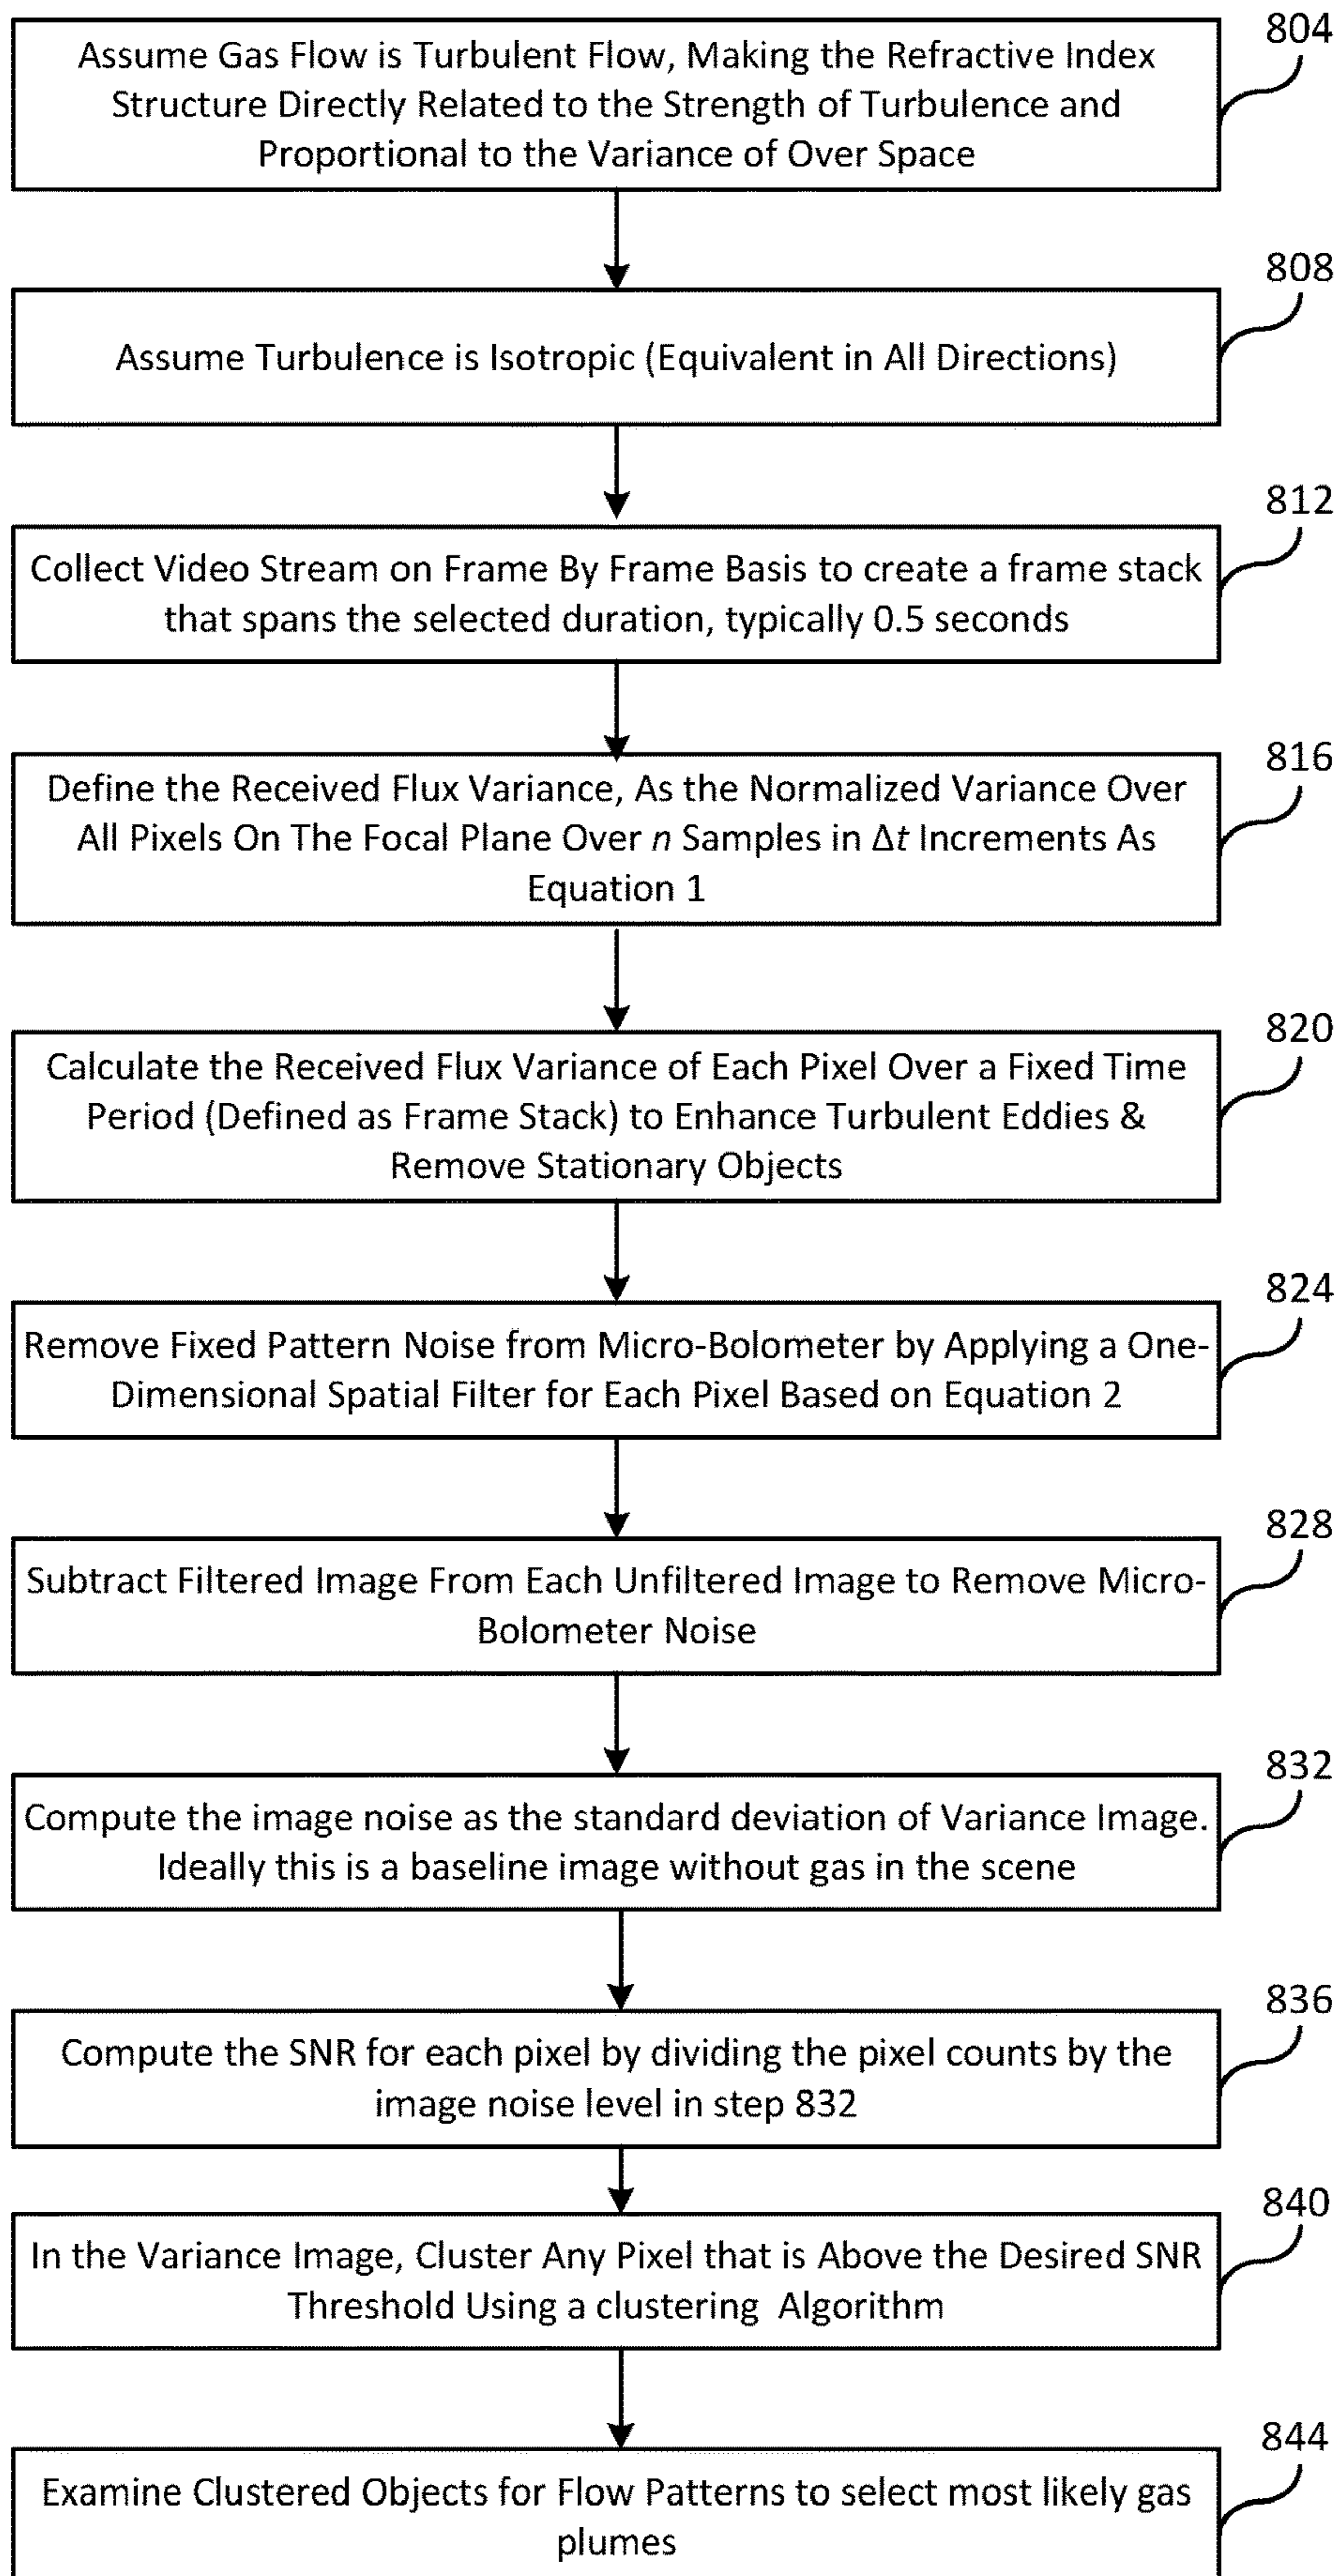 804
Assume Gas Flow is Turbulent Flow, Making the Refractive Index
Structure Directly Related to the Strength of Turbulence and
Proportional to the Variance of Over Space
808
Assume Turbulence is Isotropic (Equivalent in All Directions)
812
Collect Video Stream on Frame By Frame Basis to create a frame stack
that spans the selected duration, typically 0.5 seconds
816
Define the Received Flux Variance, As the Normalized Variance Over
All Pixels On The Focal Plane Over n Samples in Δt Increments As
Equation 1
820
Calculate the Received Flux Variance of Each Pixel Over a Fixed Time
Period (Defined as Frame Stack) to Enhance Turbulent Eddies &
Remove Stationary Objects
824
Remove Fixed Pattern Noise from Micro-Bolometer by Applying a One-
Dimensional Spatial Filter for Each Pixel Based on Equation 2
828
Subtract Filtered Image From Each Unfiltered Image to Remove Micro-
Bolometer Noise
832
Compute the image noise as the standard deviation of Variance Image.
Ideally this is a baseline image without gas in the scene
836
Compute the SNR for each pixel by dividing the pixel counts by the
image noise level in step 832
840
In the Variance Image, Cluster Any Pixel that is Above the Desired SNR
Threshold Using a clustering Algorithm
844
Examine Clustered Objects for Flow Patterns to select most likely gas
plumes